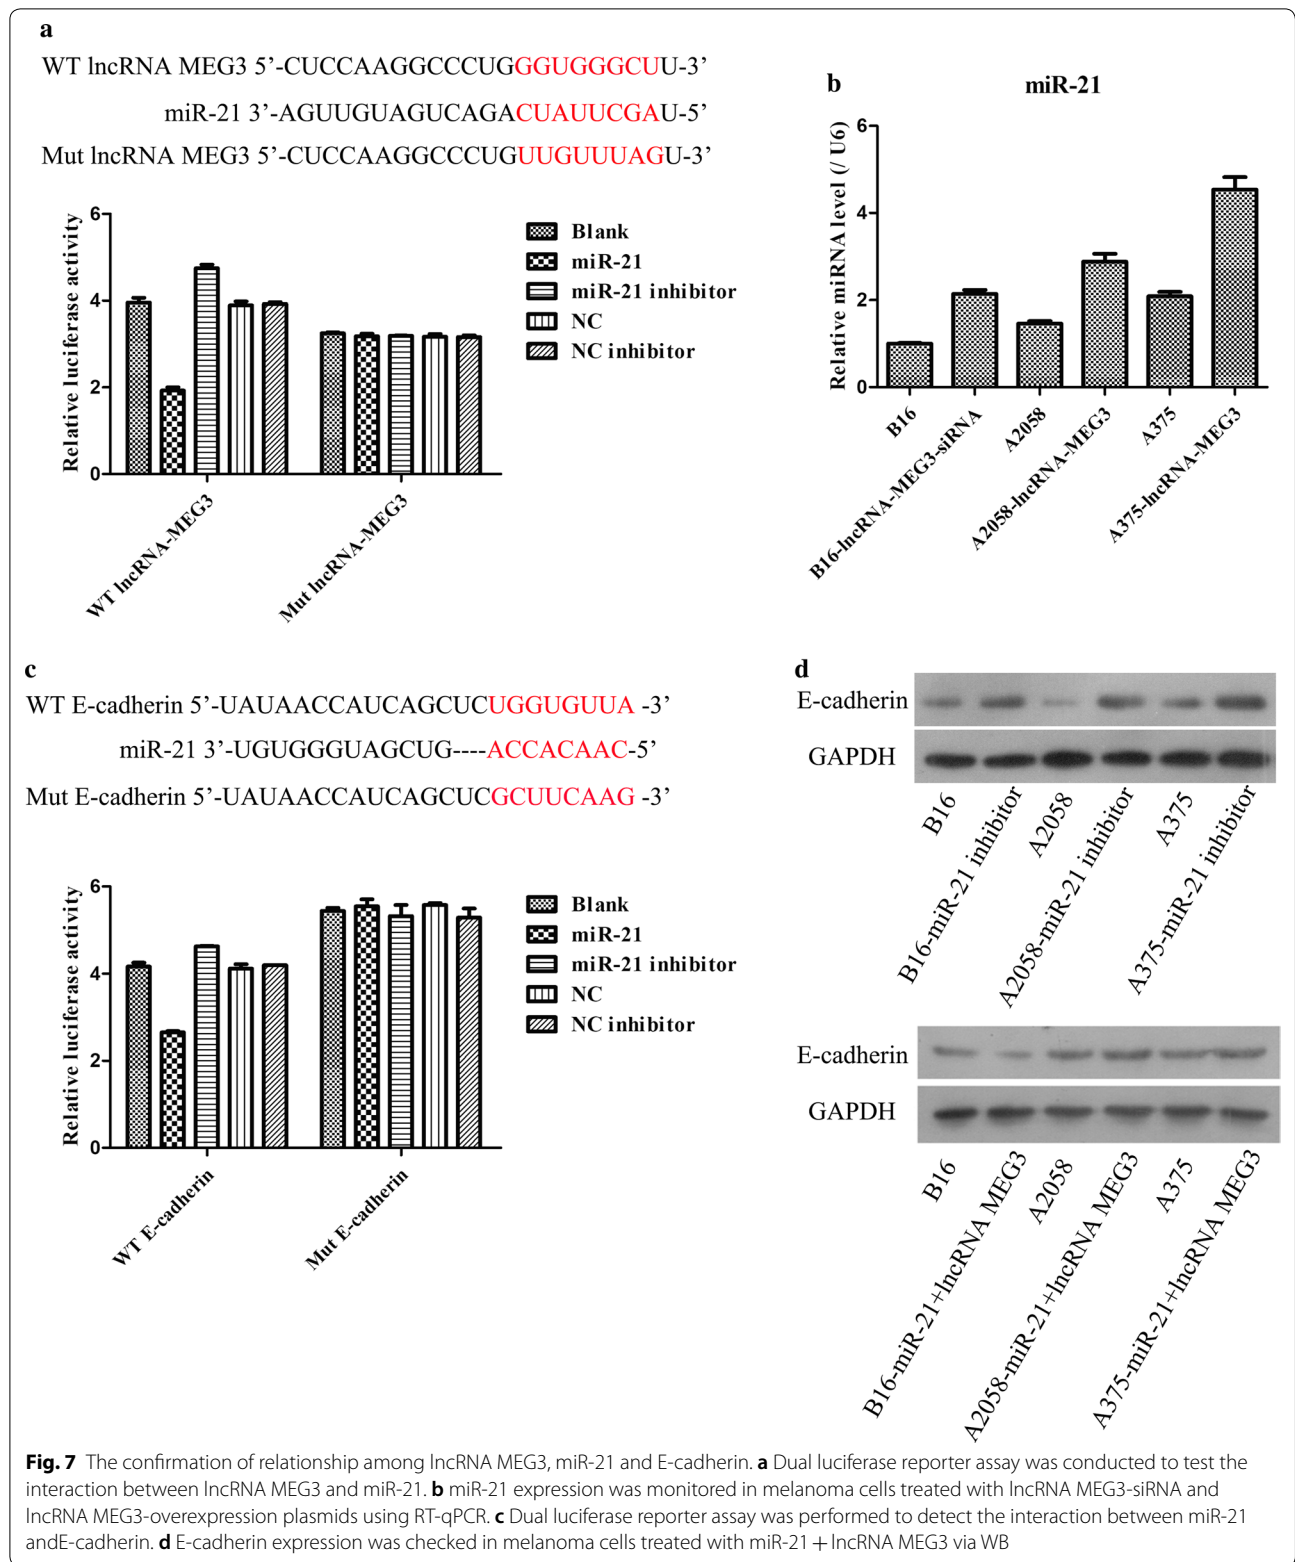 a
WT lncRNA MEG3 5’-CUCCAAGGCCCUGGGUGGGCUU-3’
miR-21 3’-AGUUGUAGUCAGACUAUUCGAU-5’
Mut lncRNA MEG3 5’-CUCCAAGGCCCUGUUGUUUAGU-3’
Relative luciferase activity
6
4
2
0
WT lncRNA-MEG3
Mut lncRNA-MEG3
Blank
miR-21
miR-21 inhibitor
NC
NC inhibitor
b
miR-21
Relative miRNA level (/ U6)
6
4
2
0
B16
B16-lncRNA-MEG3-siRNA
A2058
A2058-lncRNA-MEG3
A375
A375-lncRNA-MEG3
c
WT E-cadherin 5’-UAUAACCAUCAGCUCUGGUGUUA -3’
miR-21 3’-UGUGGGUAGCUG----ACCACAAC-5’
Mut E-cadherin 5’-UAUAACCAUCAGCUCGCUUCAAG -3’
Relative luciferase activity
6
4
2
0
WT E-cadherin
Mut E-cadherin
Blank
miR-21
miR-21 inhibitor
NC
NC inhibitor
d
E-cadherin
GAPDH
B16
B16-miR-21 inhibitor
A2058
A2058-miR-21 inhibitor
A375
A375-miR-21 inhibitor
E-cadherin
GAPDH
B16
B16-miR-21+lncRNA MEG3
A2058
A2058-miR-21+lncRNA MEG3
A375
A375-miR-21+lncRNA MEG3
Fig. 7 The confirmation of relationship among lncRNA MEG3, miR-21 and E-cadherin. a Dual luciferase reporter assay was conducted to test the
interaction between lncRNA MEG3 and miR-21. b miR-21 expression was monitored in melanoma cells treated with lncRNA MEG3-siRNA and
lncRNA MEG3-overexpression plasmids using RT-qPCR. c Dual luciferase reporter assay was performed to detect the interaction between miR-21
andE-cadherin. d E-cadherin expression was checked in melanoma cells treated with miR-21 + lncRNA MEG3 via WB